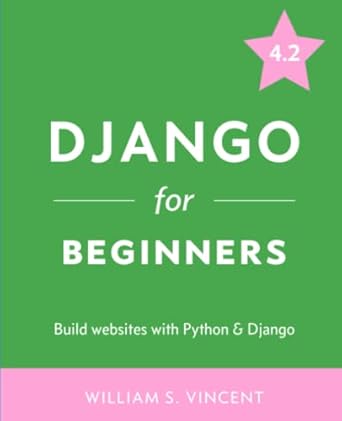 4.2
DJANGO
for
BEGINNERS
Build websites with Python & Django
WILLIAM S. VINCENT